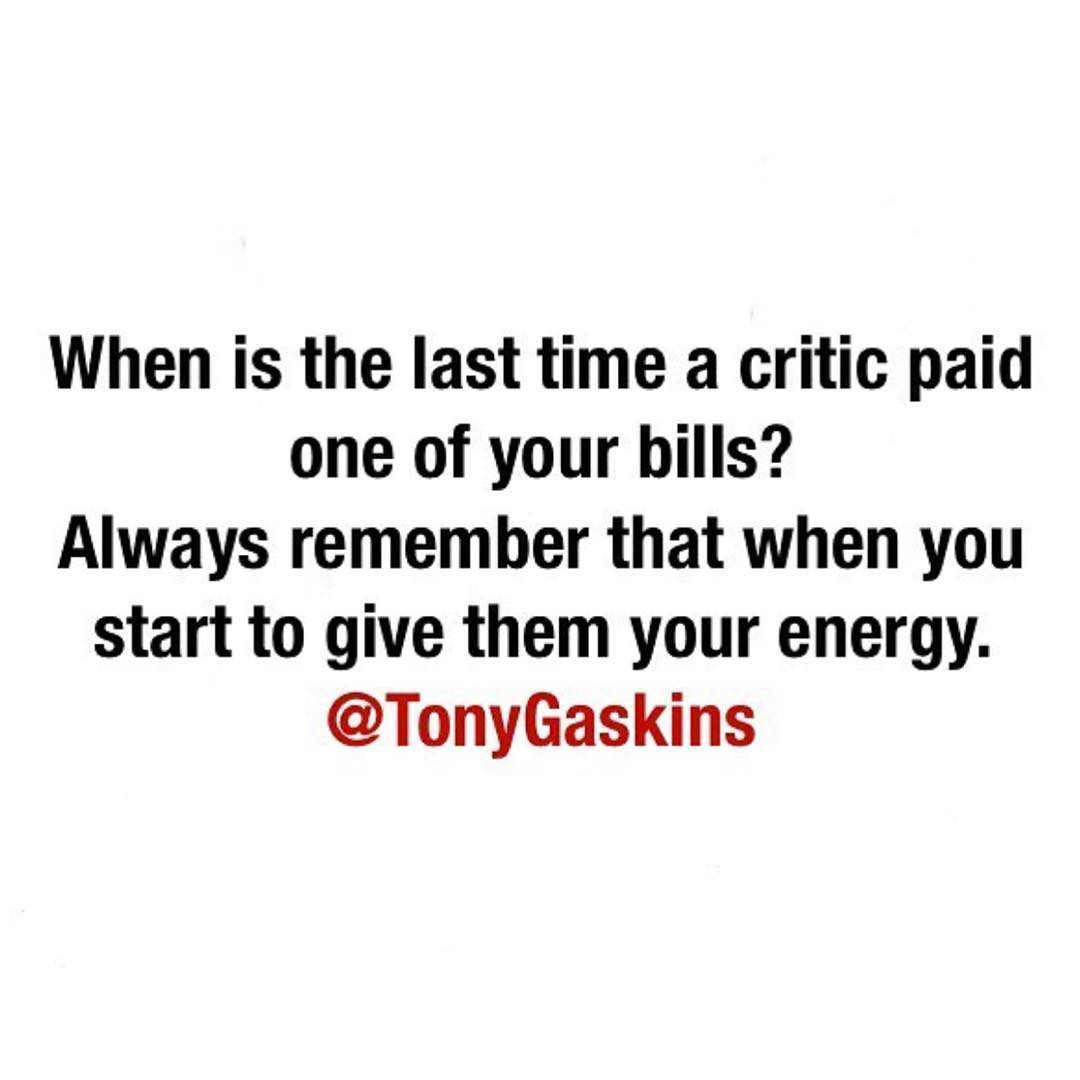 When is the last time a critic paid
one of your bills?
Always remember that when you
start to give them your energy.
@TonyGaskins